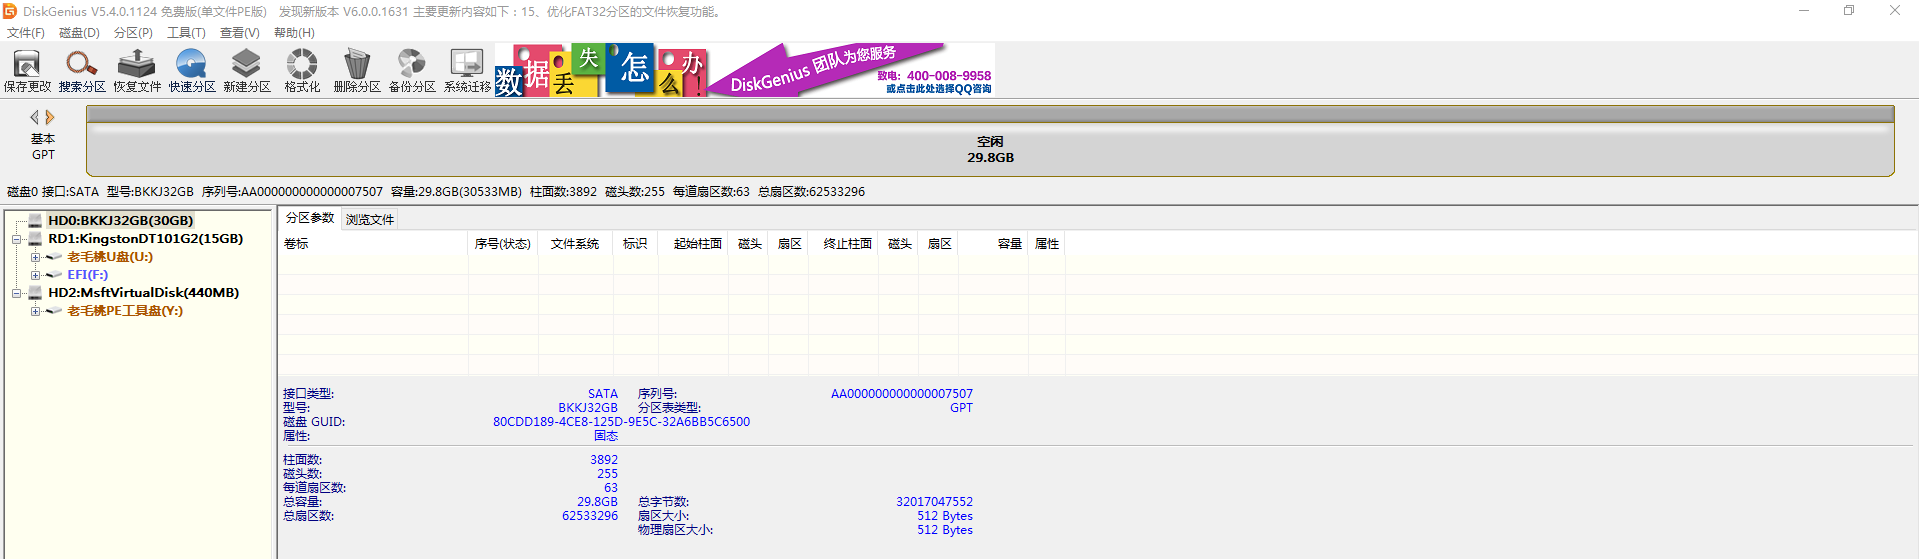 DiskGenius V5.4.0.1124 免费版(单文件PE版)    发现新版本 V6.0.0.1631 主要更新内容如下：15、优化FAT32分区的文件恢复功能。
文件(F) 磁盘(D) 分区(P) 工具(T) 查看(V) 帮助(H)
保存更改 搜索分区 恢复文件 快速分区 新建分区 格式化 删除分区 备份分区 系统迁移
数据丢失怎么办!
DiskGenius 团队为您服务
致电：400-008-9958
或点击此处选择QQ咨询
基本
GPT
空闲
29.8GB
磁盘0 接口:SATA 型号:BKKJ32GB 序列号:AA000000000000007507 容量:29.8GB(30533MB) 柱面数:3892 磁头数:255 每道扇区数:63 总扇区数:62533296
HD0:BKKJ32GB(30GB)
RD1:KingstonDT101G2(15GB)
老毛桃U盘(U:)
EFI(F:)
HD2:MsftVirtualDisk(440MB)
老毛桃PE工具盘(Y:)
分区参数 浏览文件
卷标 序号(状态) 文件系统 标识 起始柱面 磁头 扇区 终止柱面 磁头 扇区 容量 属性
接口类型: SATA 序列号: AA000000000000007507
型号: BKKJ32GB 分区表类型: GPT
磁盘 GUID: 80CDD189-4CE8-125D-9E5C-32A6BB5C6500
属性: 固态
柱面数: 3892
磁头数: 255
每道扇区数: 63
总容量: 29.8GB 总字节数: 32017047552
总扇区数: 62533296 扇区大小: 512 Bytes
物理扇区大小: 512 Bytes